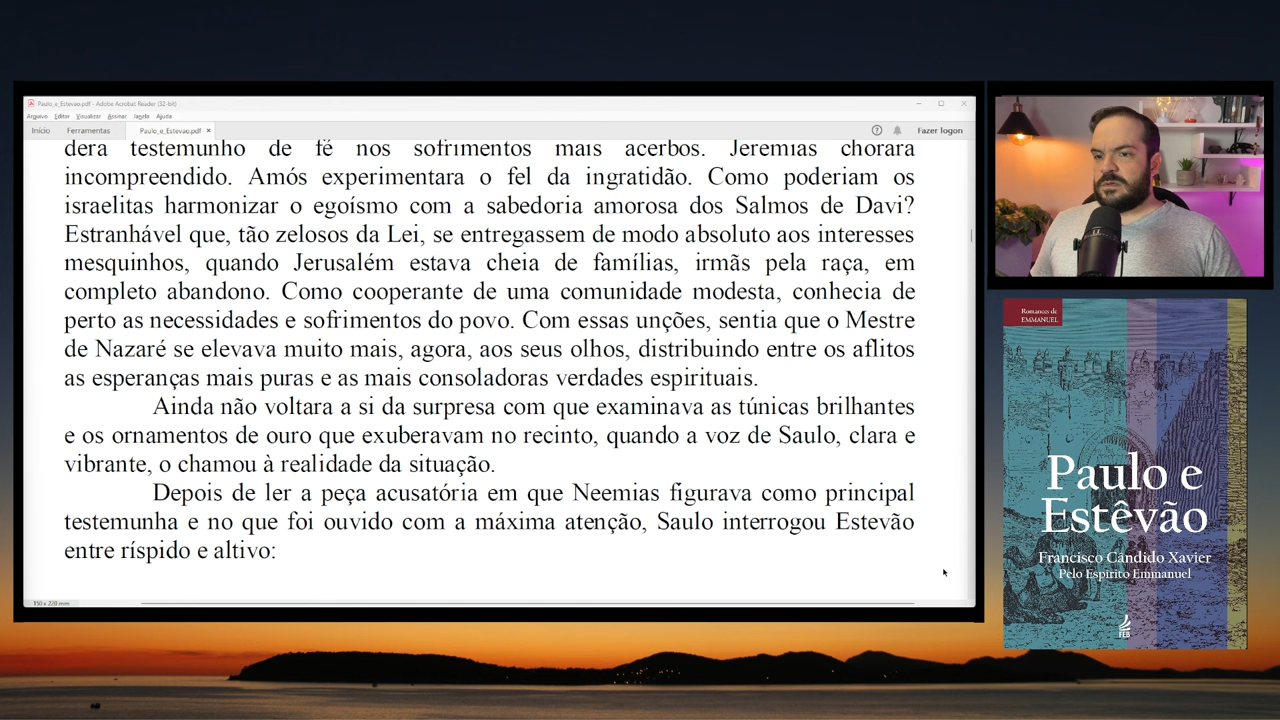 Paulo_e_Estevao.pdf - Adobe Acrobat Reader (32-bit)
Arquivo Editar Visualizar Assinar Janela Ajuda
Início Ferramentas Paulo_e_Estevao.pdf × Fazer logon
dera testemunho de fé nos sofrimentos mais acerbos. Jeremias chorara
incompreendido. Amós experimentara o fel da ingratidão. Como poderiam os
israelitas harmonizar o egoísmo com a sabedoria amorosa dos Salmos de Davi?
Estranhável que, tão zelosos da Lei, se entregassem de modo absoluto aos interesses
mesquinhos, quando Jerusalém estava cheia de famílias, irmãs pela raça, em
completo abandono. Como cooperante de uma comunidade modesta, conhecia de
perto as necessidades e sofrimentos do povo. Com essas unções, sentia que o Mestre
de Nazaré se elevava muito mais, agora, aos seus olhos, distribuindo entre os aflitos
as esperanças mais puras e as mais consoladoras verdades espirituais.
Ainda não voltara a si da surpresa com que examinava as túnicas brilhantes
e os ornamentos de ouro que exuberavam no recinto, quando a voz de Saulo, clara e
vibrante, o chamou à realidade da situação.
Depois de ler a peça acusatória em que Neemias figurava como principal
testemunha e no que foi ouvido com a máxima atenção, Saulo interrogou Estevão
entre ríspido e altivo:
150 x 220 mm
Romances de
EMMANUEL
Paulo e
Estêvão
Francisco Cândido Xavier
Pelo Espírito Emmanuel
FEB